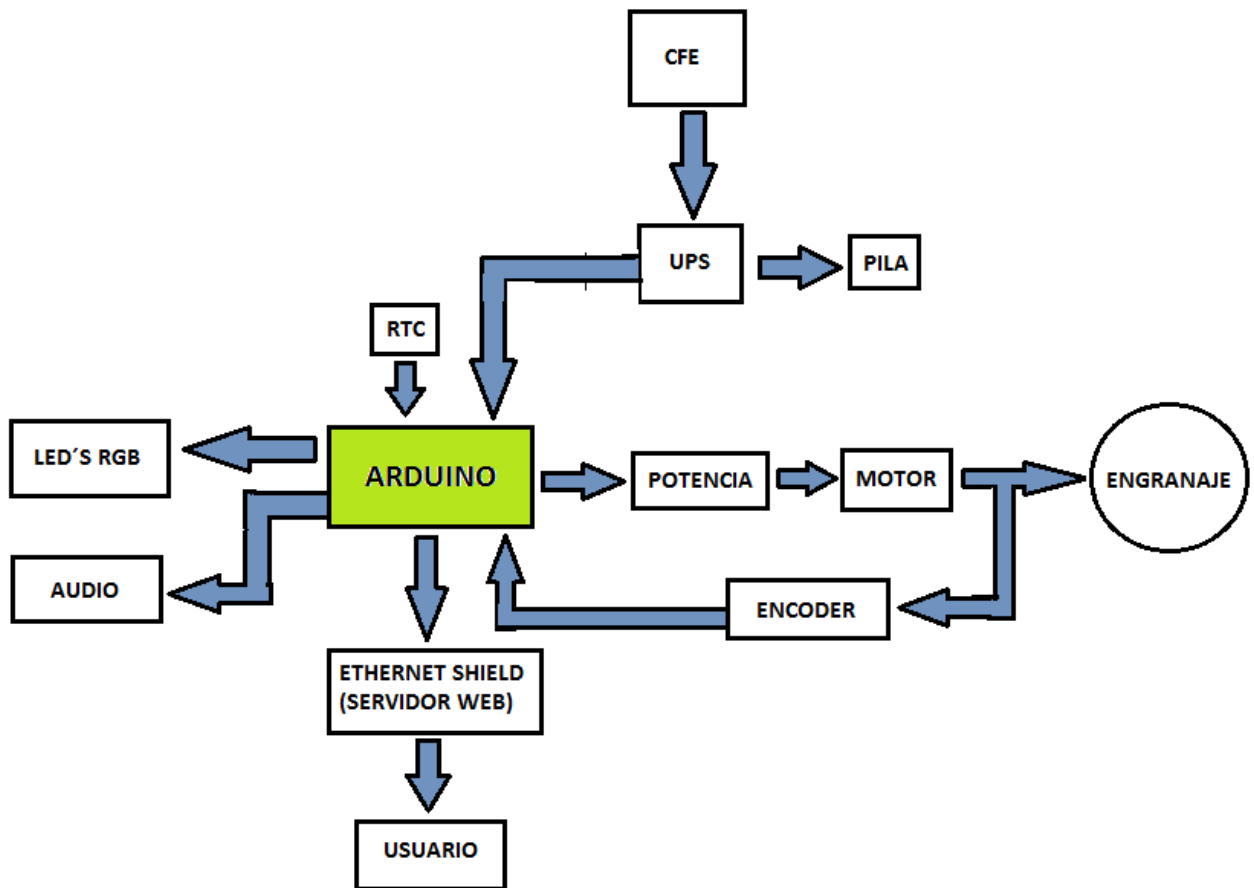 CFE
UPS
PILA
RTC
LED´S RGB
ARDUINO
POTENCIA
MOTOR
ENGRANAJE
AUDIO
ENCODER
ETHERNET SHIELD
(SERVIDOR WEB)
USUARIO